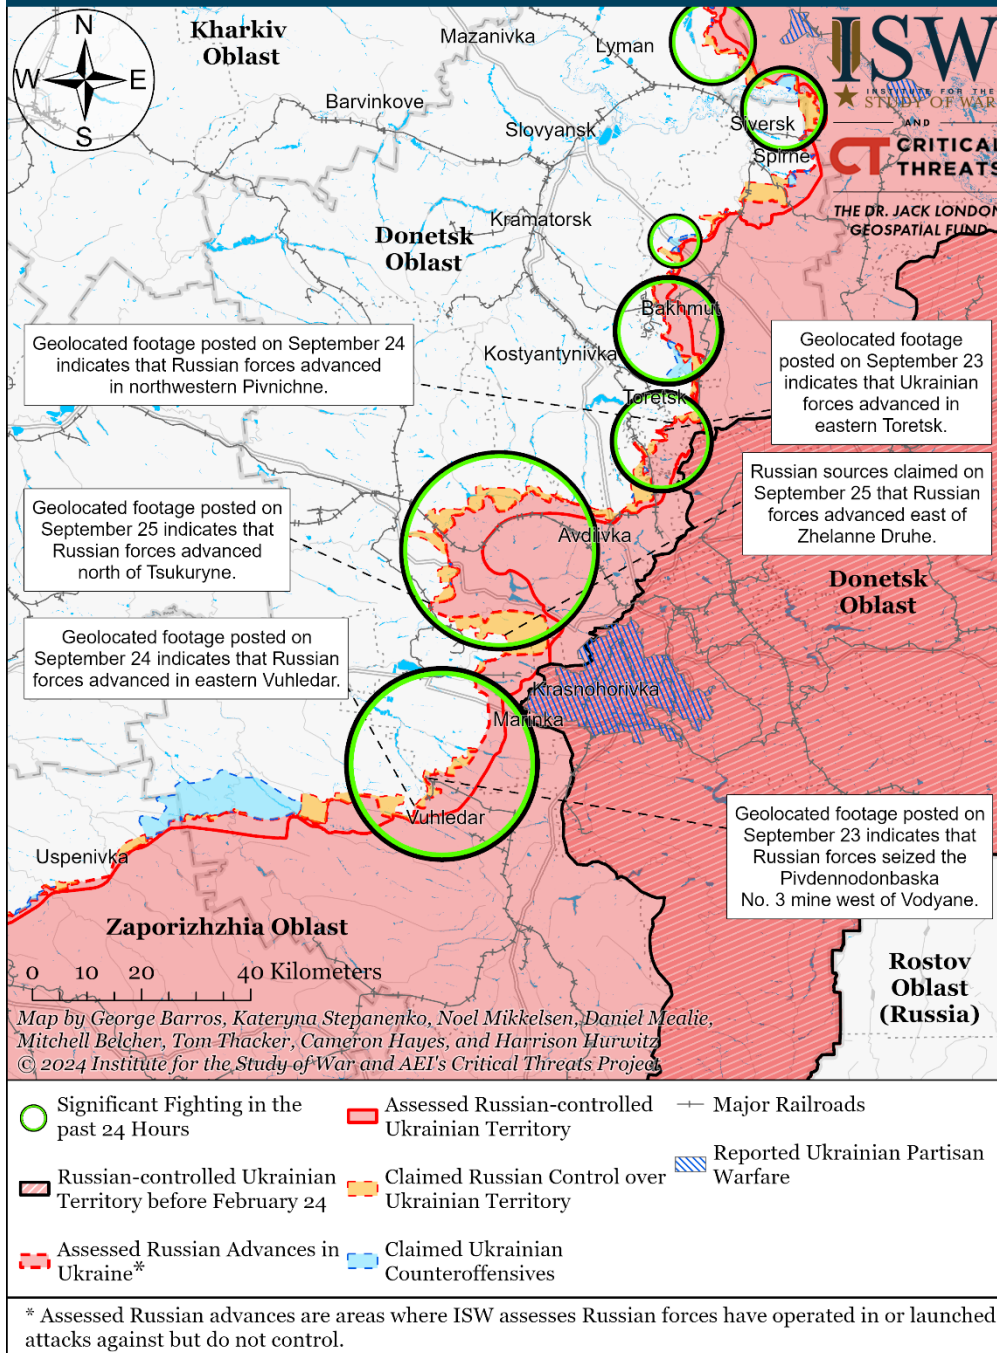 N
W
E
S
Kharkiv
Oblast
Mazanivka
Lyman
ISW
INSTITUTE FOR THE
STUDY OF WAR
AND
CT CRITICAL
THREATS
THE DR. JACK LONDON
GEOSPATIAL FUND
Barvinkove
Slovyansk
Siversk
Spirne
Kramatorsk
Donetsk
Oblast
Bakhmut
Kostyantynivka
Toretsk
Geolocated footage posted on September 24
indicates that Russian forces advanced
in northwestern Pivnichne.
Geolocated footage
posted on September 23
indicates that Ukrainian
forces advanced in
eastern Toretsk.
Russian sources claimed on
September 25 that Russian
forces advanced east of
Zhelanne Druhe.
Geolocated footage posted on
September 25 indicates that
Russian forces advanced
north of Tsukuryne.
Avdiivka
Donetsk
Oblast
Geolocated footage posted on
September 24 indicates that Russian
forces advanced in eastern Vuhledar.
Krasnohorivka
Marinka
Vuhledar
Geolocated footage posted on
September 23 indicates that
Russian forces seized the
Pivdennodonbaska
No. 3 mine west of Vodyane.
Uspenivka
Zaporizhzhia Oblast
Rostov
Oblast
(Russia)
0 10 20 40 Kilometers
Map by George Barros, Kateryna Stepanenko, Noel Mikkelsen, Daniel Mealie,
Mitchell Belcher, Tom Thacker, Cameron Hayes, and Harrison Hurwitz
© 2024 Institute for the Study of War and AEI's Critical Threats Project
Significant Fighting in the
past 24 Hours
Russian-controlled Ukrainian
Territory before February 24
Assessed Russian Advances in
Ukraine*
Assessed Russian-controlled
Ukrainian Territory
Claimed Russian Control over
Ukrainian Territory
Claimed Ukrainian
Counteroffensives
Major Railroads
Reported Ukrainian Partisan
Warfare
* Assessed Russian advances are areas where ISW assesses Russian forces have operated in or launched
attacks against but do not control.